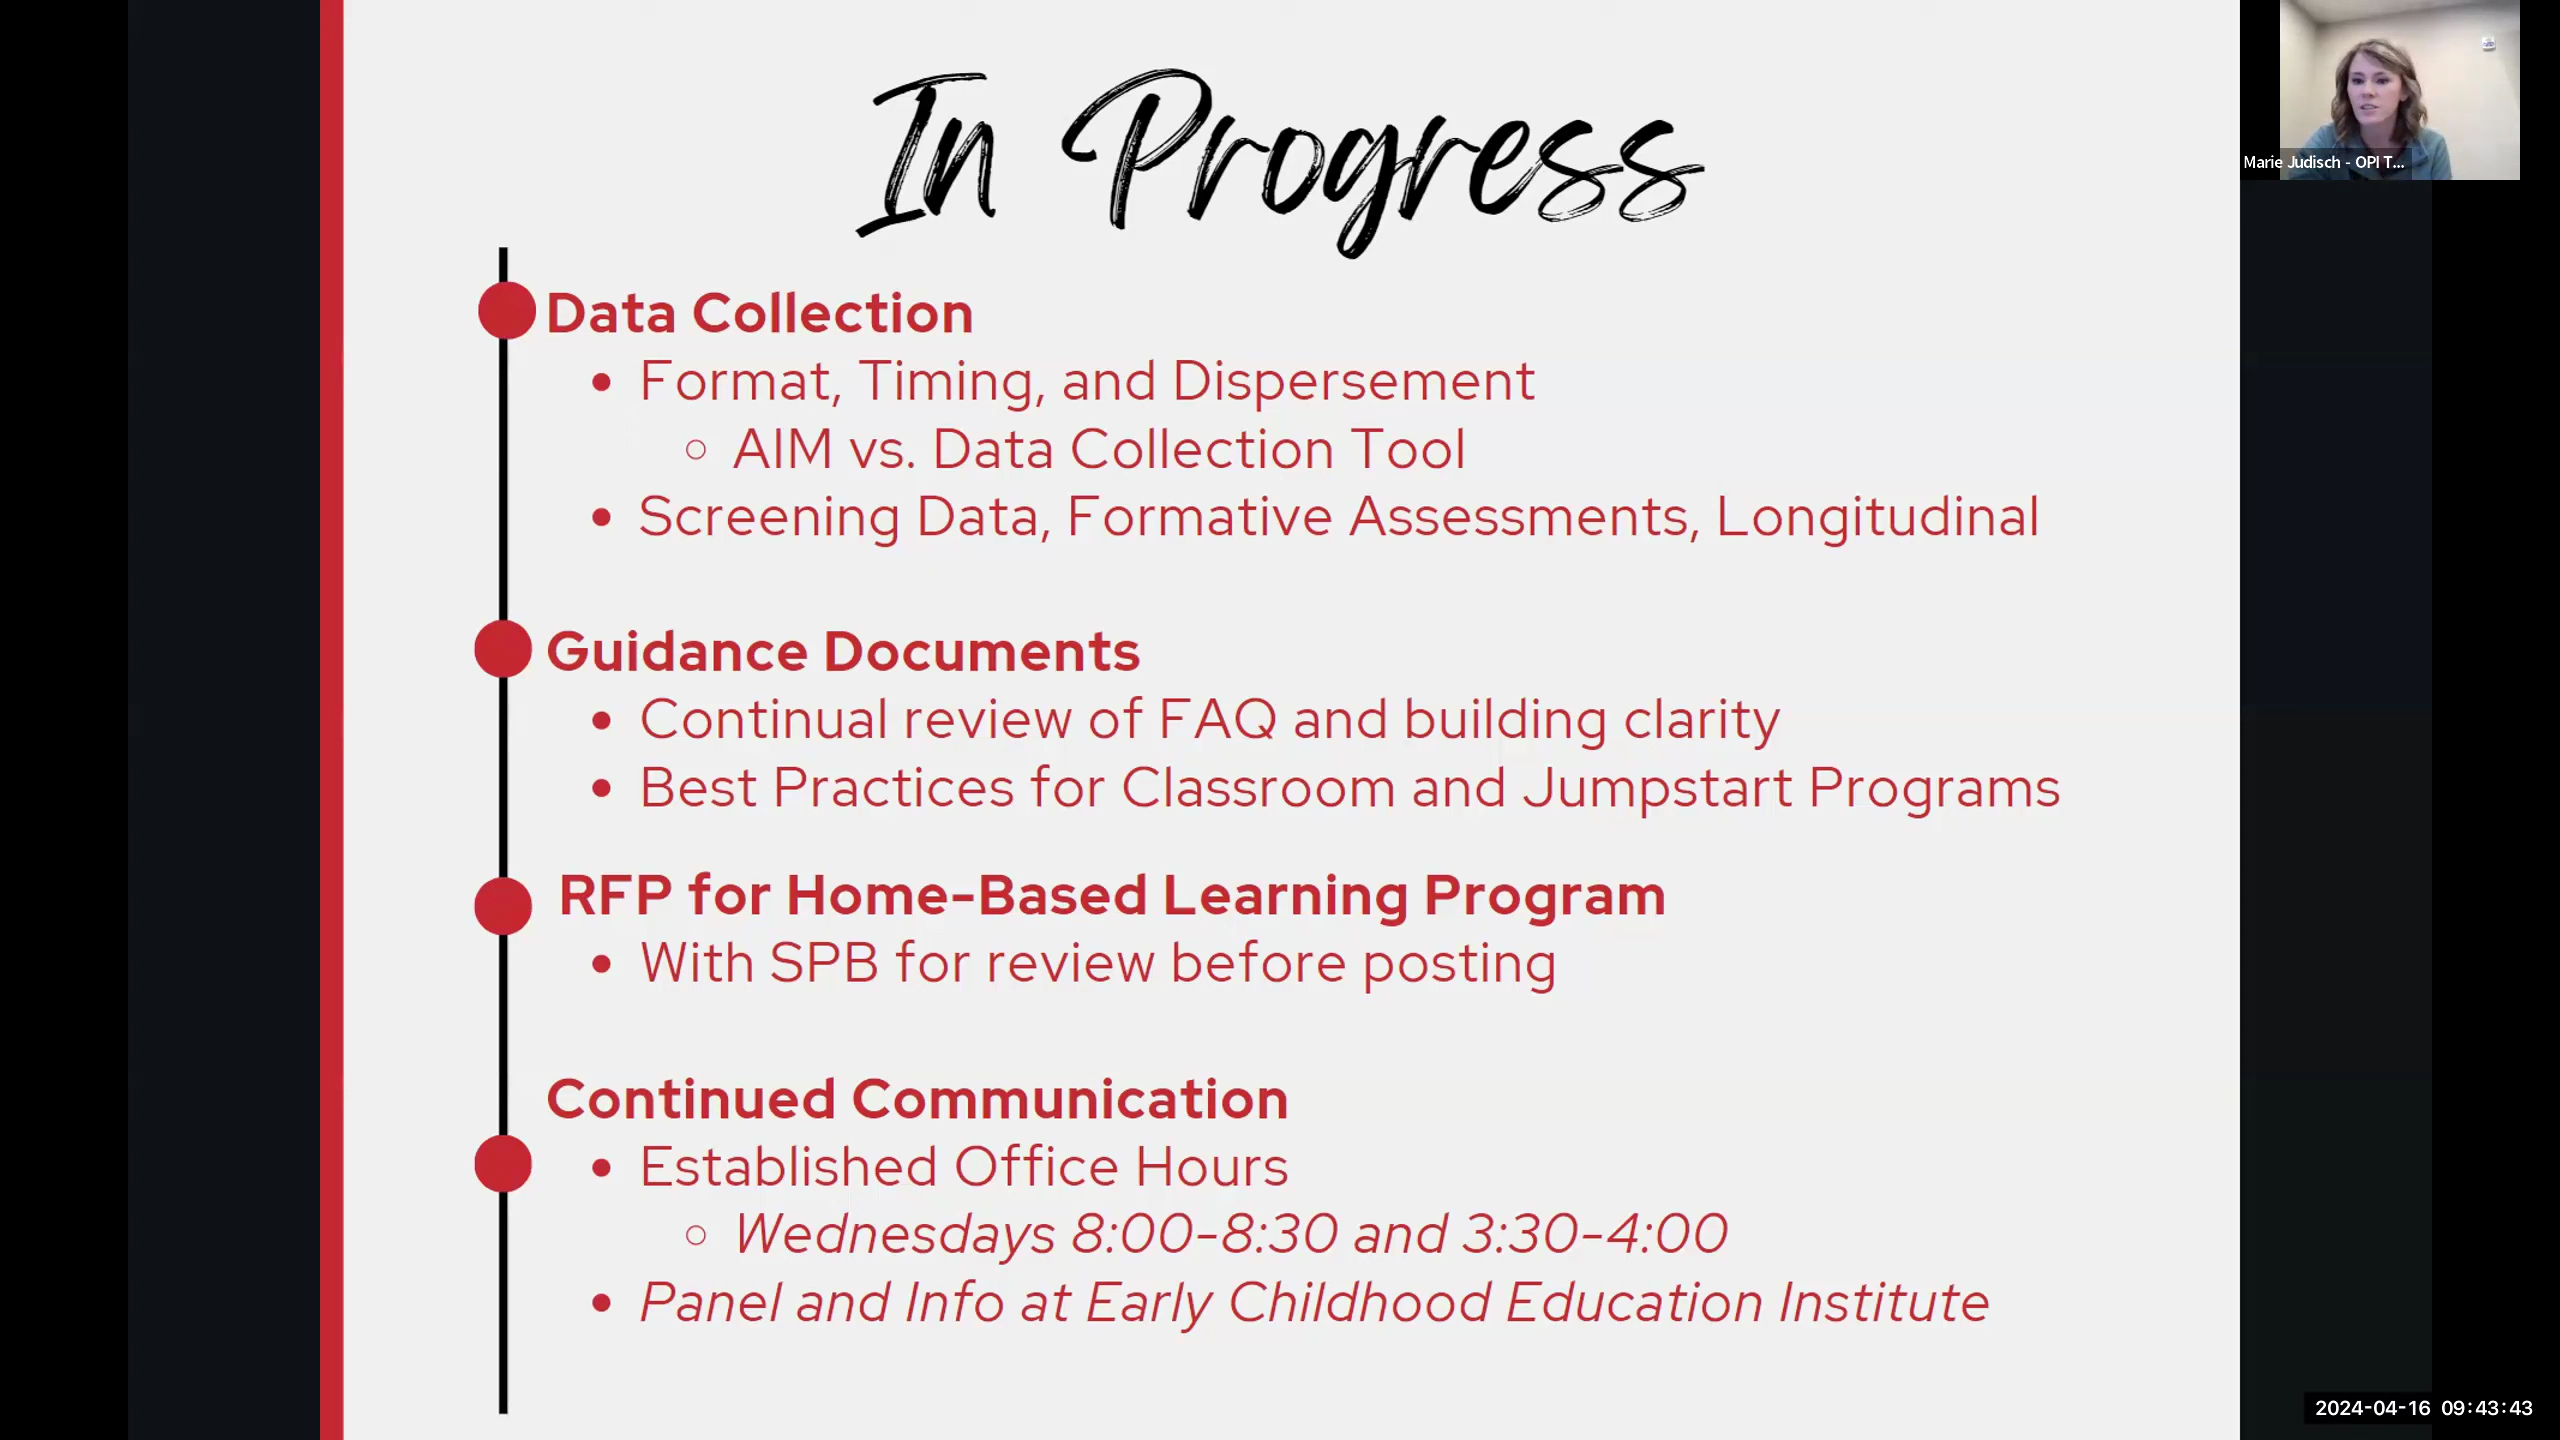 In Progress
Marie Judisch - OPI T...
Data Collection
• Format, Timing, and Dispersement
○ AIM vs. Data Collection Tool
• Screening Data, Formative Assessments, Longitudinal
Guidance Documents
• Continual review of FAQ and building clarity
• Best Practices for Classroom and Jumpstart Programs
RFP for Home-Based Learning Program
• With SPB for review before posting
Continued Communication
• Established Office Hours
○ Wednesdays 8:00-8:30 and 3:30-4:00
• Panel and Info at Early Childhood Education Institute
2024-04-16 09:43:43